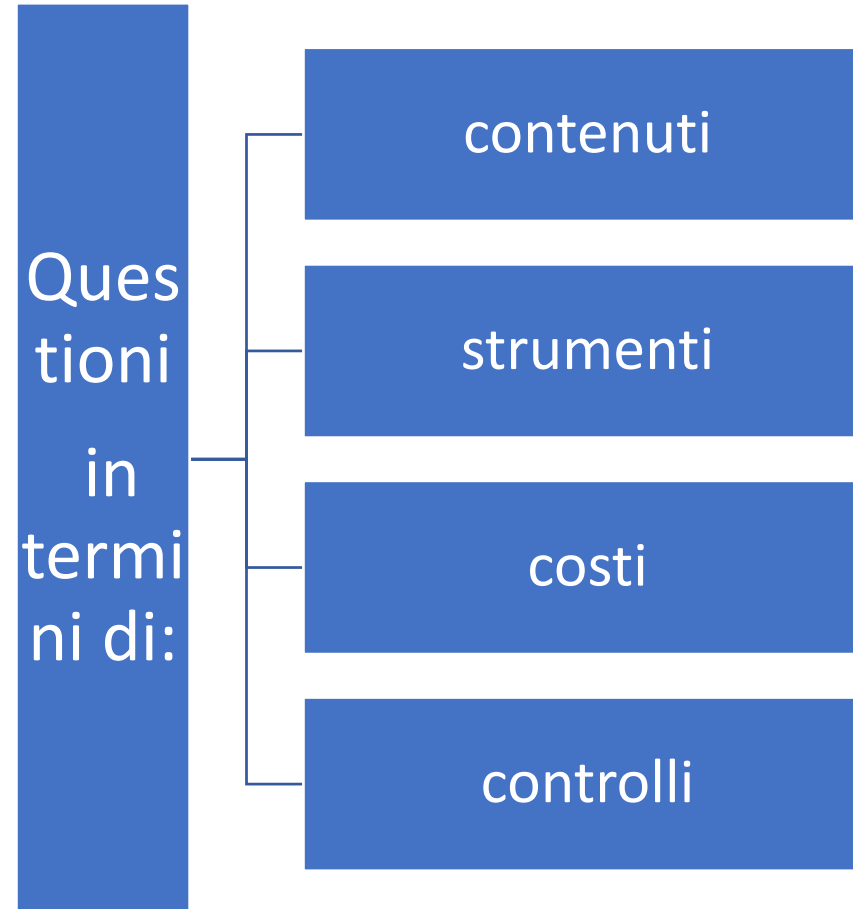 Ques
tioni
in
termi
ni di:
contenuti
strumenti
costi
controlli